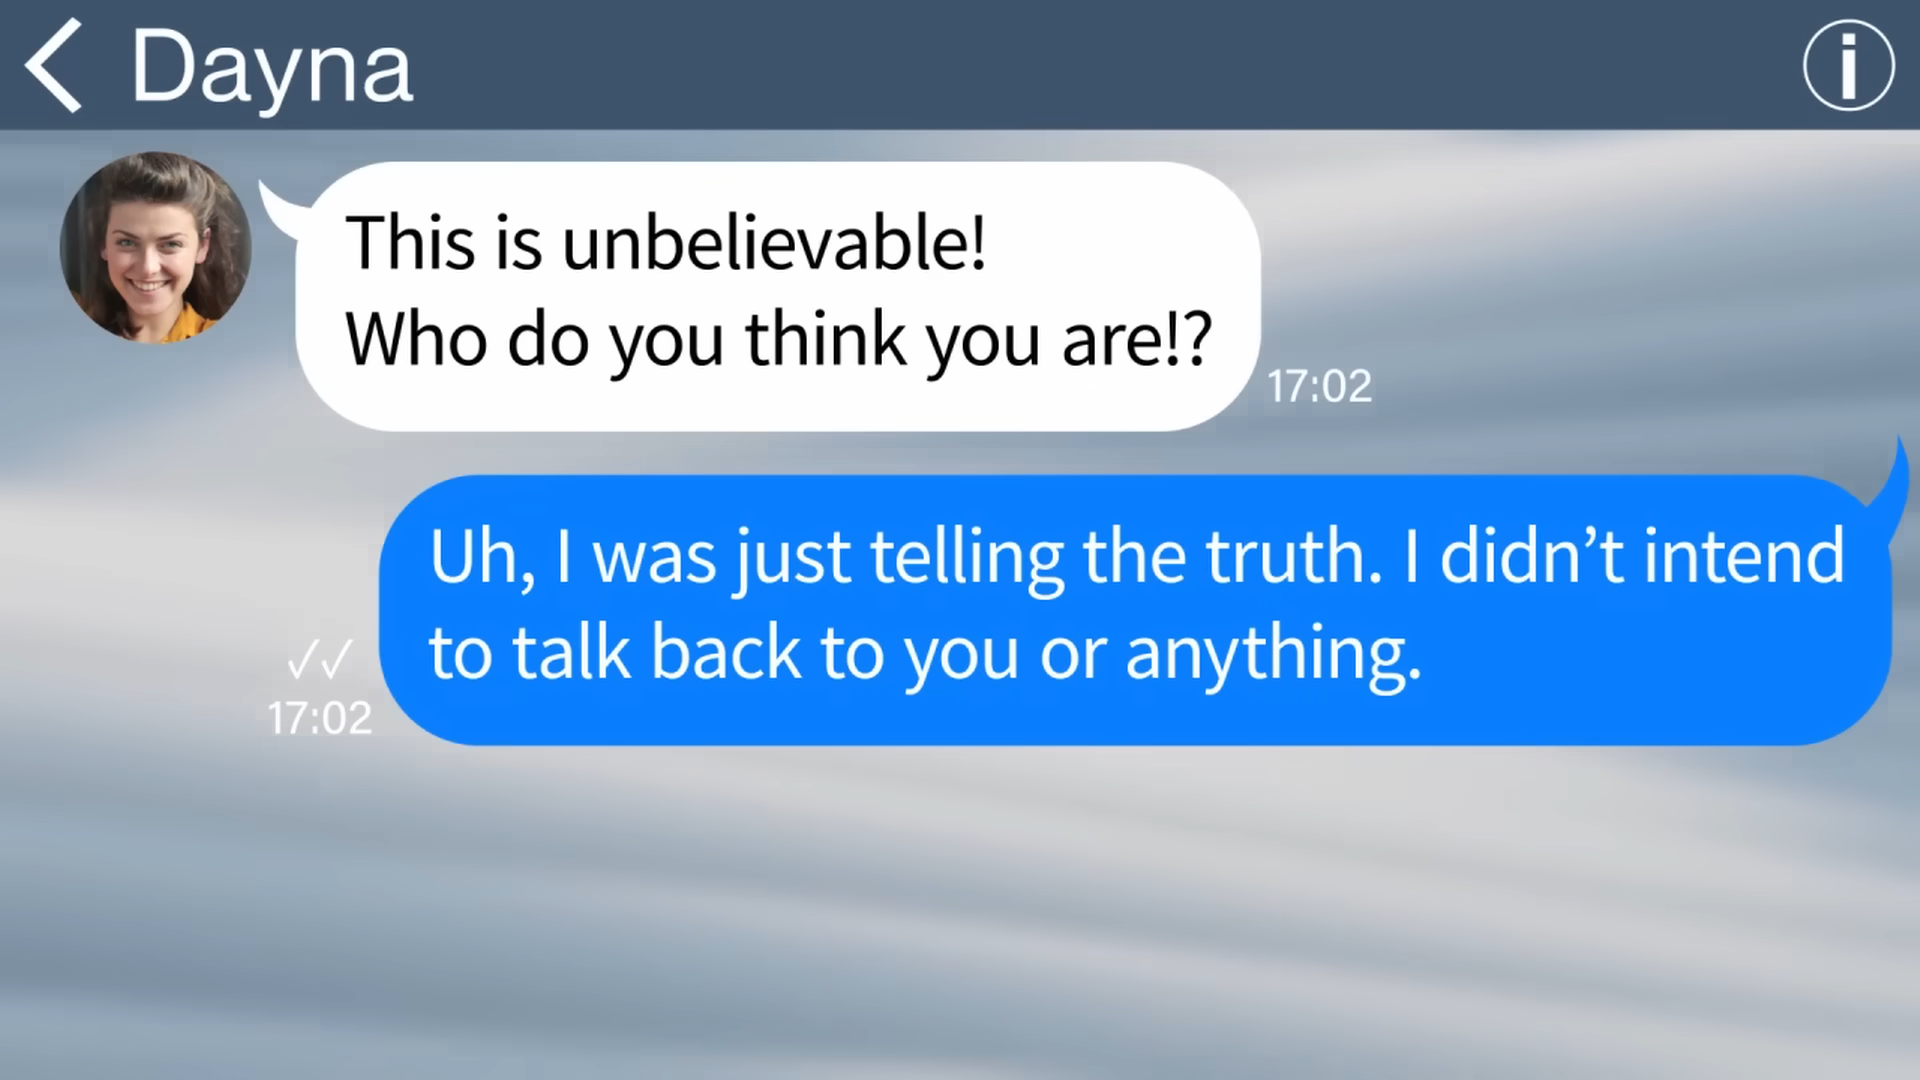 Dayna
This is unbelievable!
Who do you think you are!?
17:02
Uh, I was just telling the truth. I didn’t intend
to talk back to you or anything.
17:02